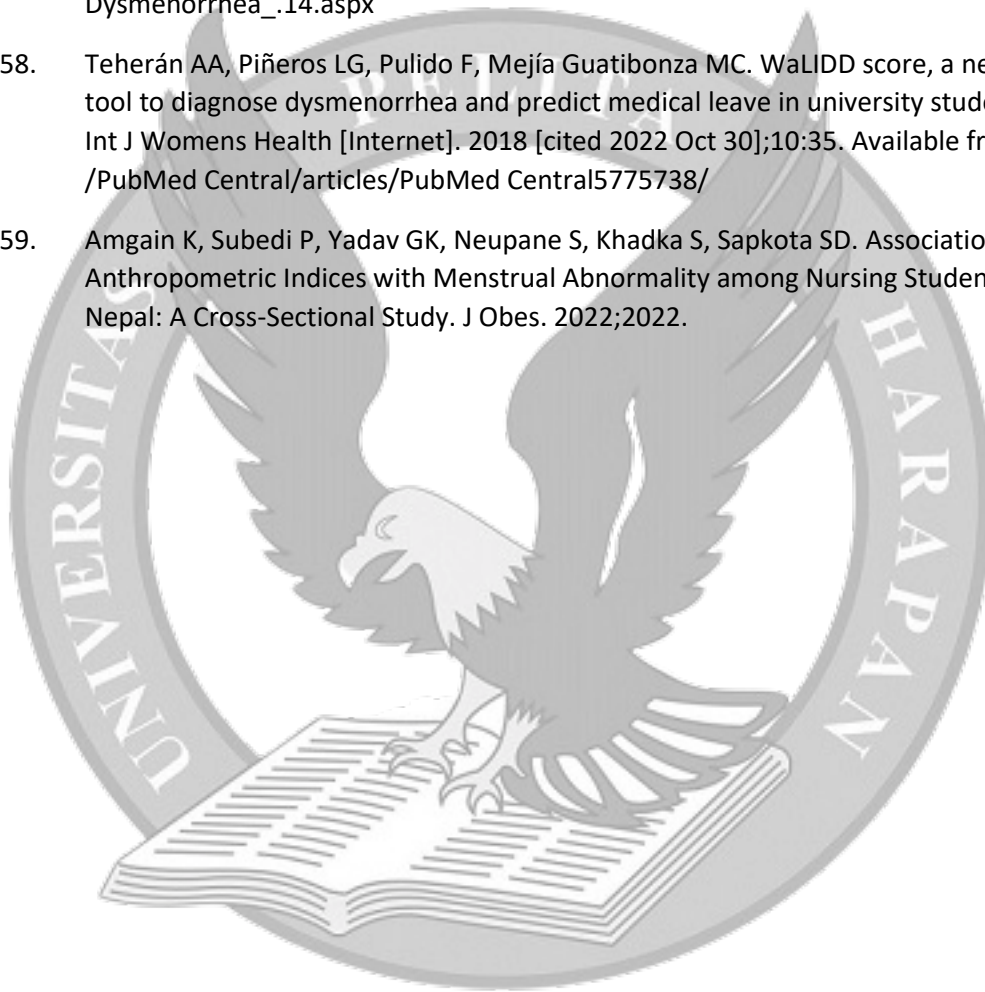 Dysmenorrhea_.14.aspx
58. Teherán AA, Piñeros LG, Pulido F, Mejía Guatibonza MC. WaLIDD score, a ne
tool to diagnose dysmenorrhea and predict medical leave in university stude
Int J Womens Health [Internet]. 2018 [cited 2022 Oct 30];10:35. Available fr
/PubMed Central/articles/PubMed Central5775738/
59. Amgain K, Subedi P, Yadav GK, Neupane S, Khadka S, Sapkota SD. Associatio
Anthropometric Indices with Menstrual Abnormality among Nursing Studen
Nepal: A Cross-Sectional Study. J Obes. 2022;2022.
UNIVERSITAS
PELITA
HARAPAN